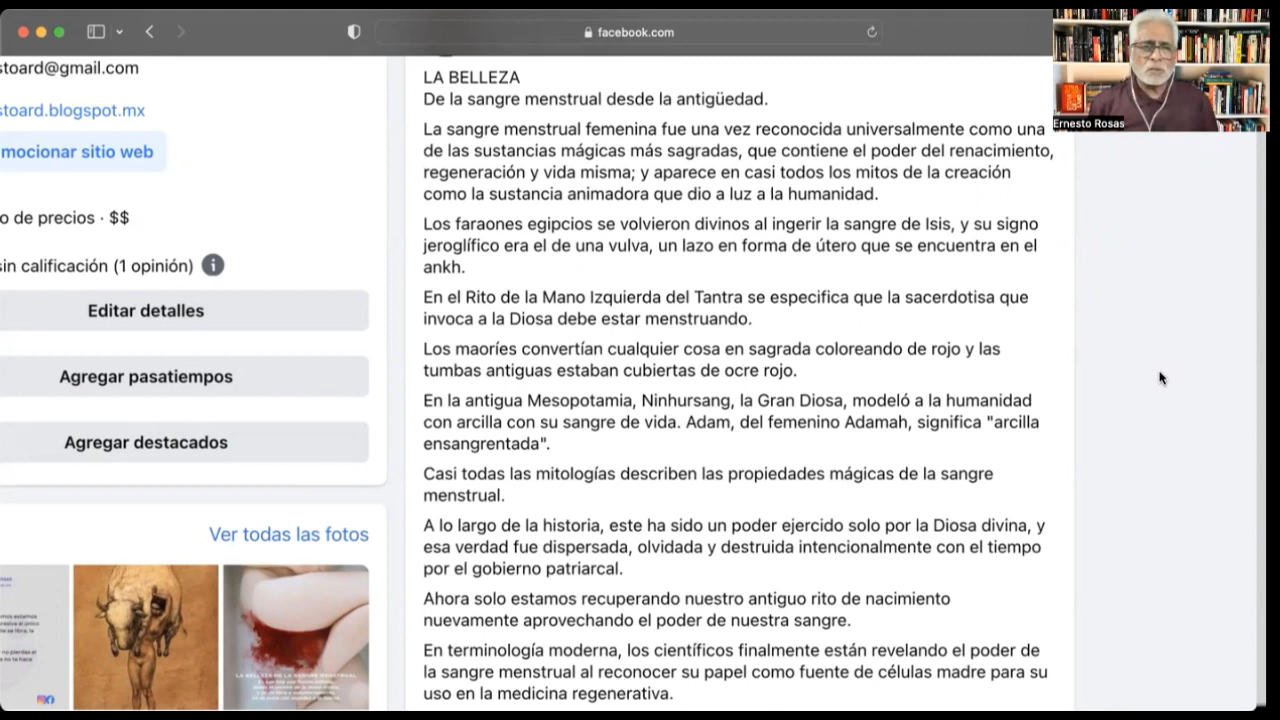 facebook.com
Ernesto Rosas
stoard@gmail.com
stoard.blogspot.mx
mocionar sitio web
o de precios · $$
sin calificación (1 opinión)
Editar detalles
Agregar pasatiempos
Agregar destacados
Ver todas las fotos
LA BELLEZA DE LA SANGRE MENSTRUAL
LA BELLEZA
De la sangre menstrual desde la antigüedad.
La sangre menstrual femenina fue una vez reconocida universalmente como una
de las sustancias mágicas más sagradas, que contiene el poder del renacimiento,
regeneración y vida misma; y aparece en casi todos los mitos de la creación
como la sustancia animadora que dio a luz a la humanidad.
Los faraones egipcios se volvieron divinos al ingerir la sangre de Isis, y su signo
jeroglífico era el de una vulva, un lazo en forma de útero que se encuentra en el
ankh.
En el Rito de la Mano Izquierda del Tantra se especifica que la sacerdotisa que
invoca a la Diosa debe estar menstruando.
Los maoríes convertían cualquier cosa en sagrada coloreando de rojo y las
tumbas antiguas estaban cubiertas de ocre rojo.
En la antigua Mesopotamia, Ninhursang, la Gran Diosa, modeló a la humanidad
con arcilla con su sangre de vida. Adam, del femenino Adamah, significa "arcilla
ensangrentada".
Casi todas las mitologías describen las propiedades mágicas de la sangre
menstrual.
A lo largo de la historia, este ha sido un poder ejercido solo por la Diosa divina, y
esa verdad fue dispersada, olvidada y destruida intencionalmente con el tiempo
por el gobierno patriarcal.
Ahora solo estamos recuperando nuestro antiguo rito de nacimiento
nuevamente aprovechando el poder de nuestra sangre.
En terminología moderna, los científicos finalmente están revelando el poder de
la sangre menstrual al reconocer su papel como fuente de células madre para su
uso en la medicina regenerativa.